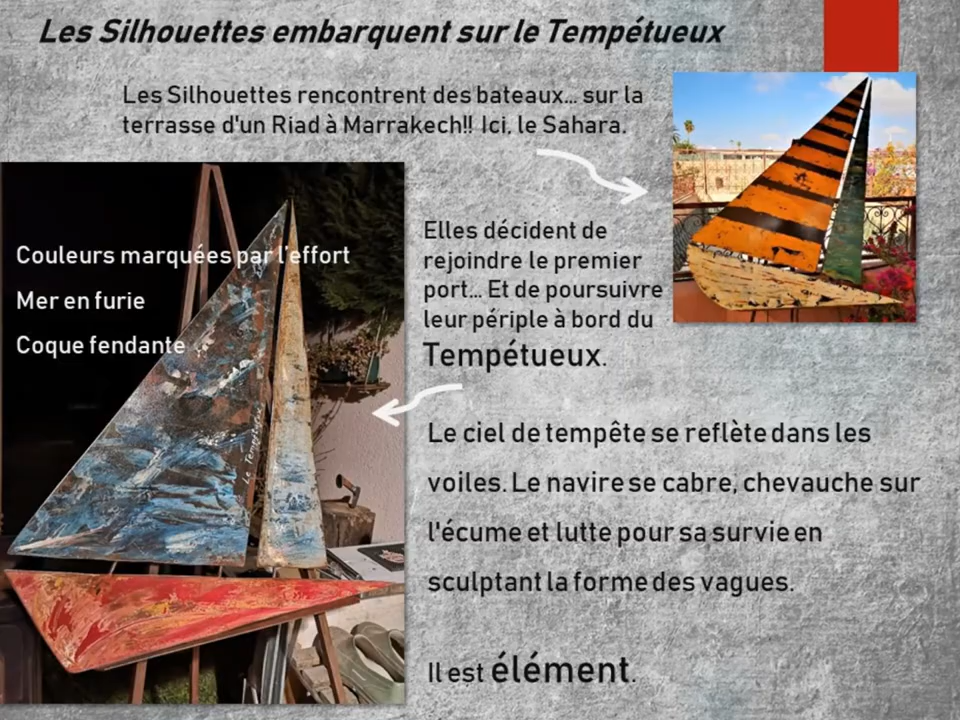 Les Silhouettes embarquent sur le Tempétueux
Les Silhouettes rencontrent des bateaux... sur la
terrasse d'un Riad à Marrakech!! Ici, le Sahara.
Couleurs marquées par l'effort
Mer en furie
Coque fendante
Elles décident de
rejoindre le premier
port... Et de poursuivre
leur périple à bord du
Tempétueux.
Le Tempétueux
Le ciel de tempête se reflète dans les
voiles. Le navire se cabre, chevauche sur
l'écume et lutte pour sa survie en
sculptant la forme des vagues.
Il est élément.